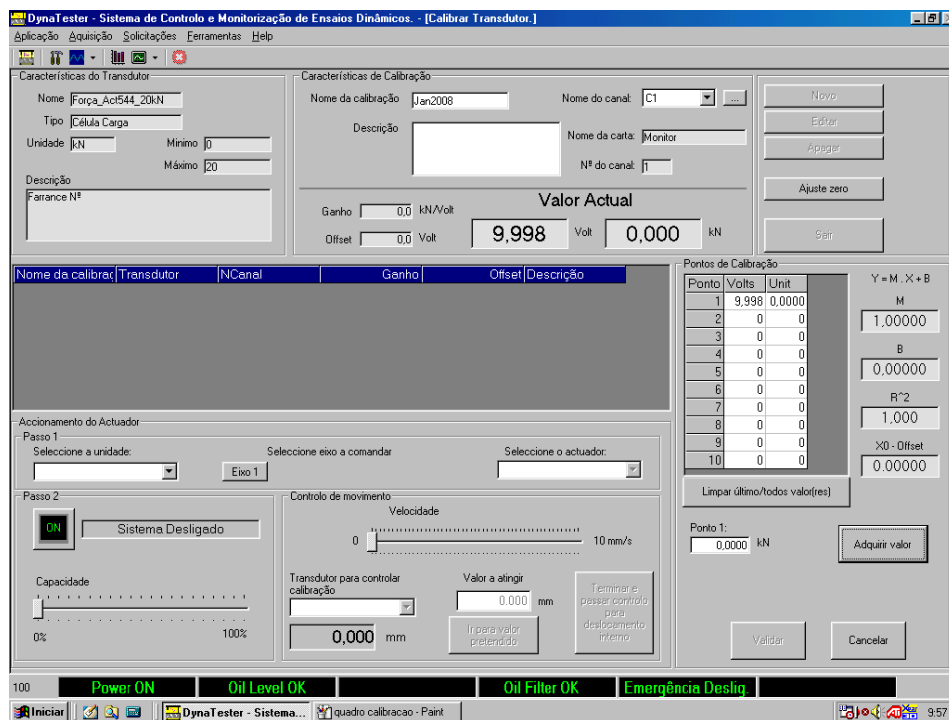 DynaTester - Sistema de Controlo e Monitorização de Ensaios Dinâmicos. - [Calibrar Transdutor.]
Aplicação Aquisição Solicitações Ferramentas Help
Características do Transdutor
Nome Força_Act544_20kN
Tipo Célula Carga
Unidade kN Mínimo 0
Máximo 20
Descrição
Farrance Nº
Características de Calibração
Nome da calibração Jan2008 Nome do canal: C1 ...
Descrição
Nome da carta: Monitor
Nº do canal: 1
Valor Actual
Ganho 0,0 kN/Volt
Offset 0,0 Volt
9,998 Volt 0,000 kN
Novo
Editar
Apagar
Ajuste zero
Sair
Nome da calibraç Transdutor NCanal Ganho Offset Descrição
Pontos de Calibração
Ponto Volts Unit
1 9,998 0,0000
2 0 0
3 0 0
4 0 0
5 0 0
6 0 0
7 0 0
8 0 0
9 0 0
10 0 0
Y = M . X + B
M
1,00000
B
0,00000
R^2
1,000
X0 - Offset
0.00000
Limpar último/todos valor(res)
Ponto 1:
0,0000 kN
Adquirir valor
Validar Cancelar
Accionamento do Actuador
Passo 1
Seleccione a unidade:
Seleccione eixo a comandar
Eixo 1
Seleccione o actuador:
Passo 2
ON Sistema Desligado
Capacidade
0% 100%
Controlo de movimento
Velocidade
0 10 mm/s
Transdutor para controlar calibração
0,000 mm
Valor a atingir
0.000 mm
Ir para valor pretendido
Terminar e passar controlo para deslocamento interno
100 Power ON Oil Level OK Oil Filter OK Emergência Deslig.
Iniciar DynaTester - Sistema... quadro calibracao - Paint 9:57